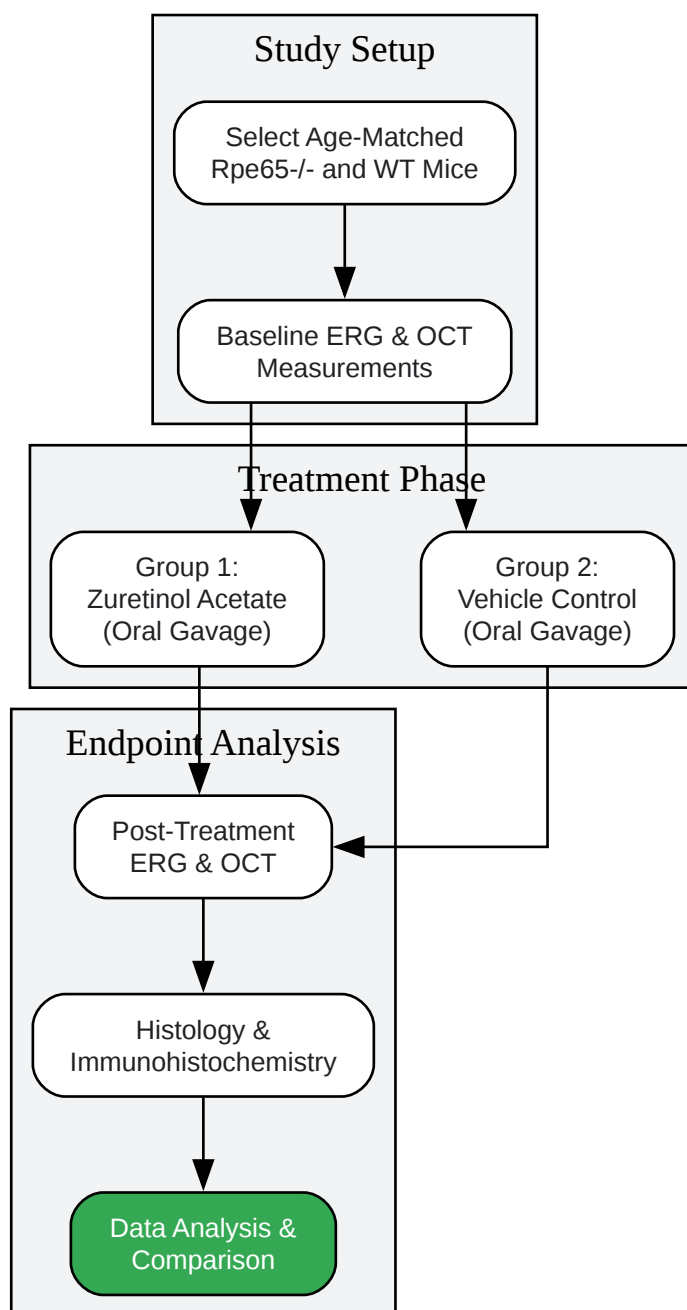 Study Setup
Select Age-Matched
Rpe65-/- and WT Mice
Baseline ERG & OCT
Measurements
Treatment Phase
Group 1:
Zuretinol Acetate
(Oral Gavage)
Group 2:
Vehicle Control
(Oral Gavage)
Endpoint Analysis
Post-Treatment
ERG & OCT
Histology &
Immunohistochemistry
Data Analysis &
Comparison